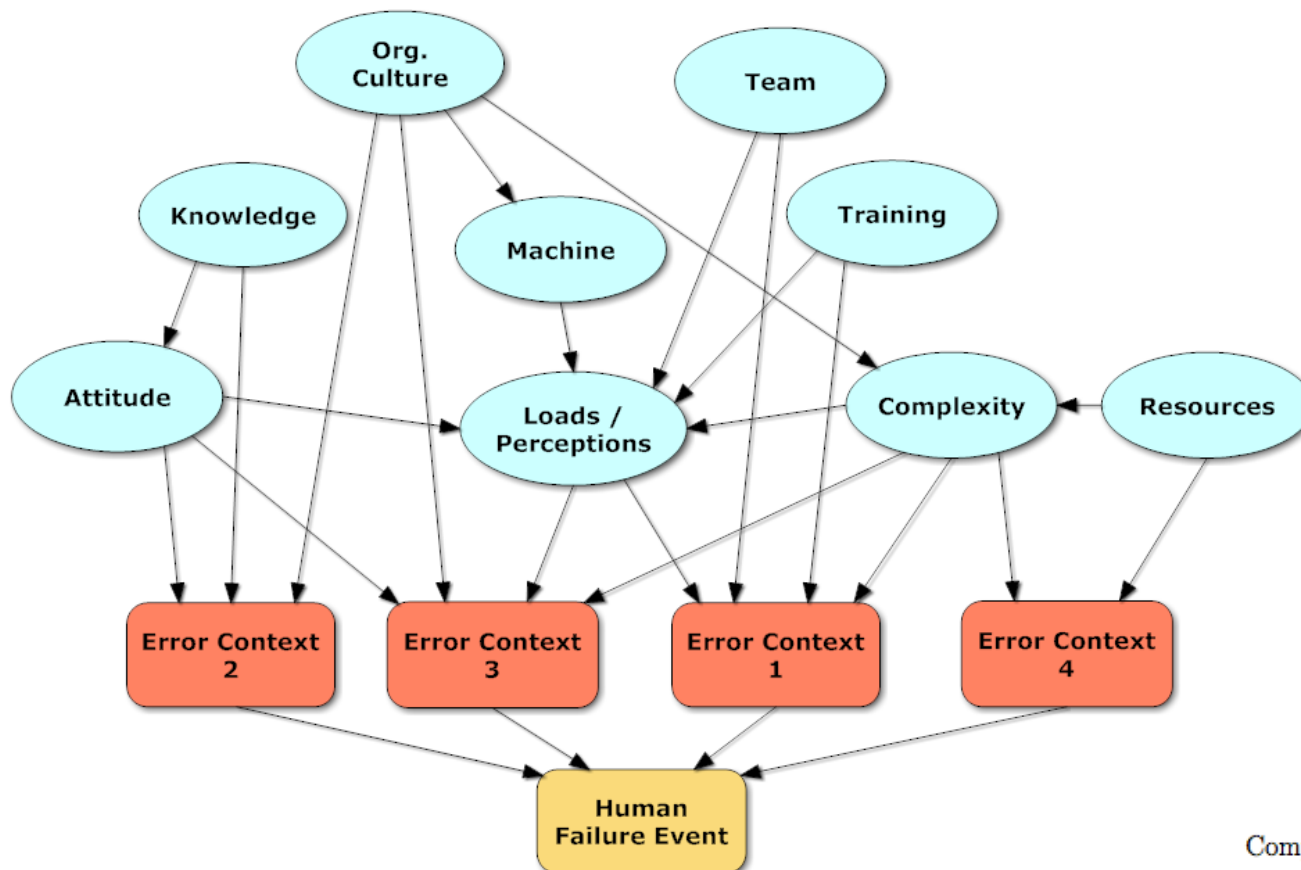 Org.
Culture
Team
Knowledge
Training
Machine
Attitude
Loads /
Perceptions
Complexity
Resources
Error Context
2
Error Context
3
Error Context
1
Error Context
4
Human
Failure Event
Com